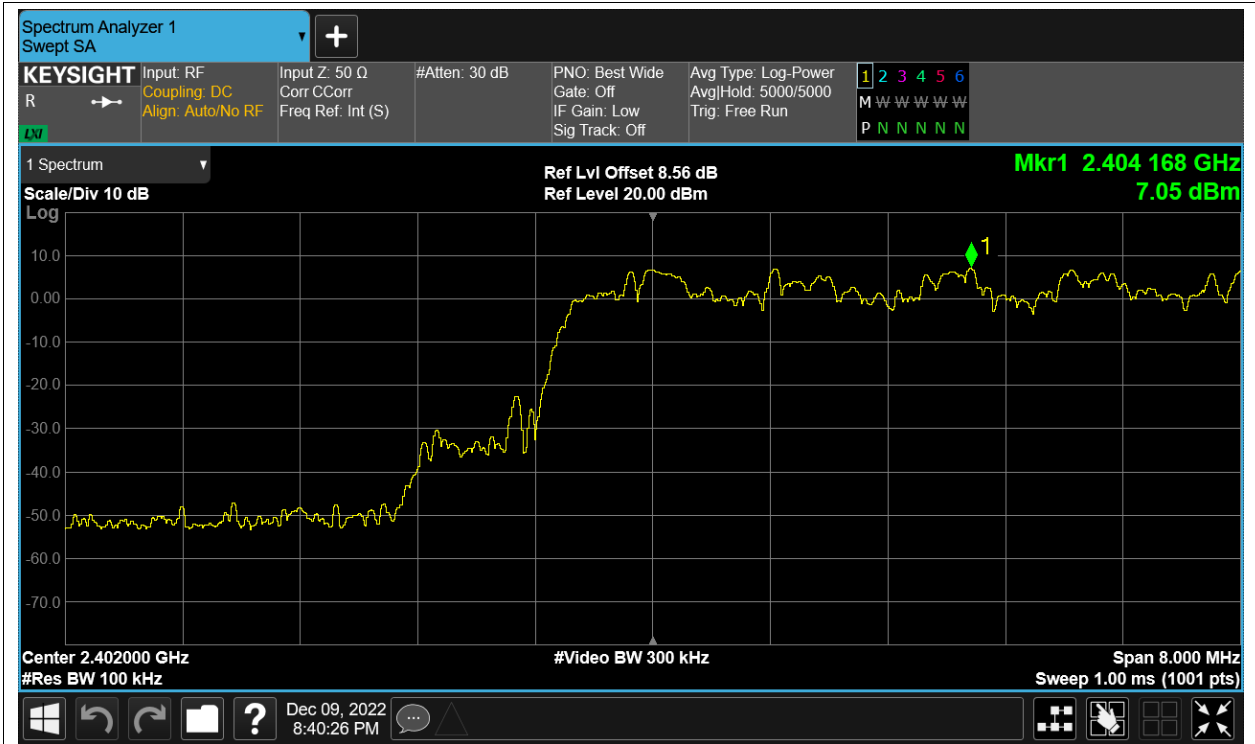 Spectrum Analyzer 1
Swept SA
KEYSIGHT
R
LXI
Input: RF
Coupling: DC
Align: Auto/No RF
Input Z: 50 Ω
Corr CCorr
Freq Ref: Int (S)
#Atten: 30 dB
PNO: Best Wide
Gate: Off
IF Gain: Low
Sig Track: Off
Avg Type: Log-Power
Avg|Hold: 5000/5000
Trig: Free Run
1 2 3 4 5 6
M W W W W W
P N N N N N
1 Spectrum
Scale/Div 10 dB
Ref Lvl Offset 8.56 dB
Ref Level 20.00 dBm
Mkr1 2.404 168 GHz
7.05 dBm
Log
10.0
0.00
-10.0
-20.0
-30.0
-40.0
-50.0
-60.0
-70.0
1
Center 2.402000 GHz
#Res BW 100 kHz
#Video BW 300 kHz
Span 8.000 MHz
Sweep 1.00 ms (1001 pts)
?
Dec 09, 2022
8:40:26 PM